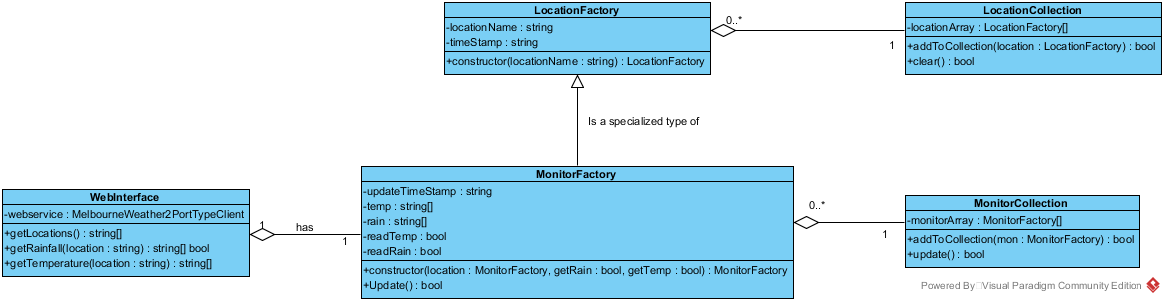 LocationFactory
-locationName : string
-timeStamp : string
+constructor(locationName : string) : LocationFactory
0..*
1
LocationCollection
-locationArray : LocationFactory[]
+addToCollection(location : LocationFactory) : bool
+clear() : bool
Is a specialized type of
WebInterface
-webservice : MelbourneWeather2PortTypeClient
+getLocations() : string[]
+getRainfall(location : string) : string[] bool
+getTemperature(location : string) : string[]
1
has
1
MonitorFactory
-updateTimeStamp : string
-temp : string[]
-rain : string[]
-readTemp : bool
-readRain : bool
+constructor(location : MonitorFactory, getRain : bool, getTemp : bool) : MonitorFactory
+Update() : bool
0..*
1
MonitorCollection
-monitorArray : MonitorFactory[]
+addToCollection(mon : MonitorFactory) : bool
+update() : bool
Powered By Visual Paradigm Community Edition